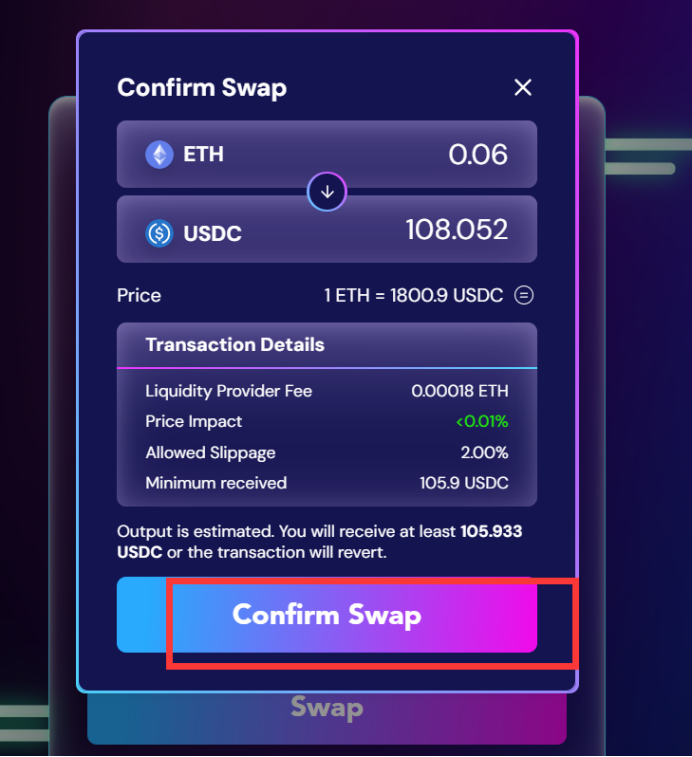 Confirm Swap
ETH 0.06
USDC 108.052
Price 1 ETH = 1800.9 USDC
Transaction Details
Liquidity Provider Fee 0.00018 ETH
Price Impact <0.01%
Allowed Slippage 2.00%
Minimum received 105.9 USDC
Output is estimated. You will receive at least 105.933
USDC or the transaction will revert.
Confirm Swap
Swap